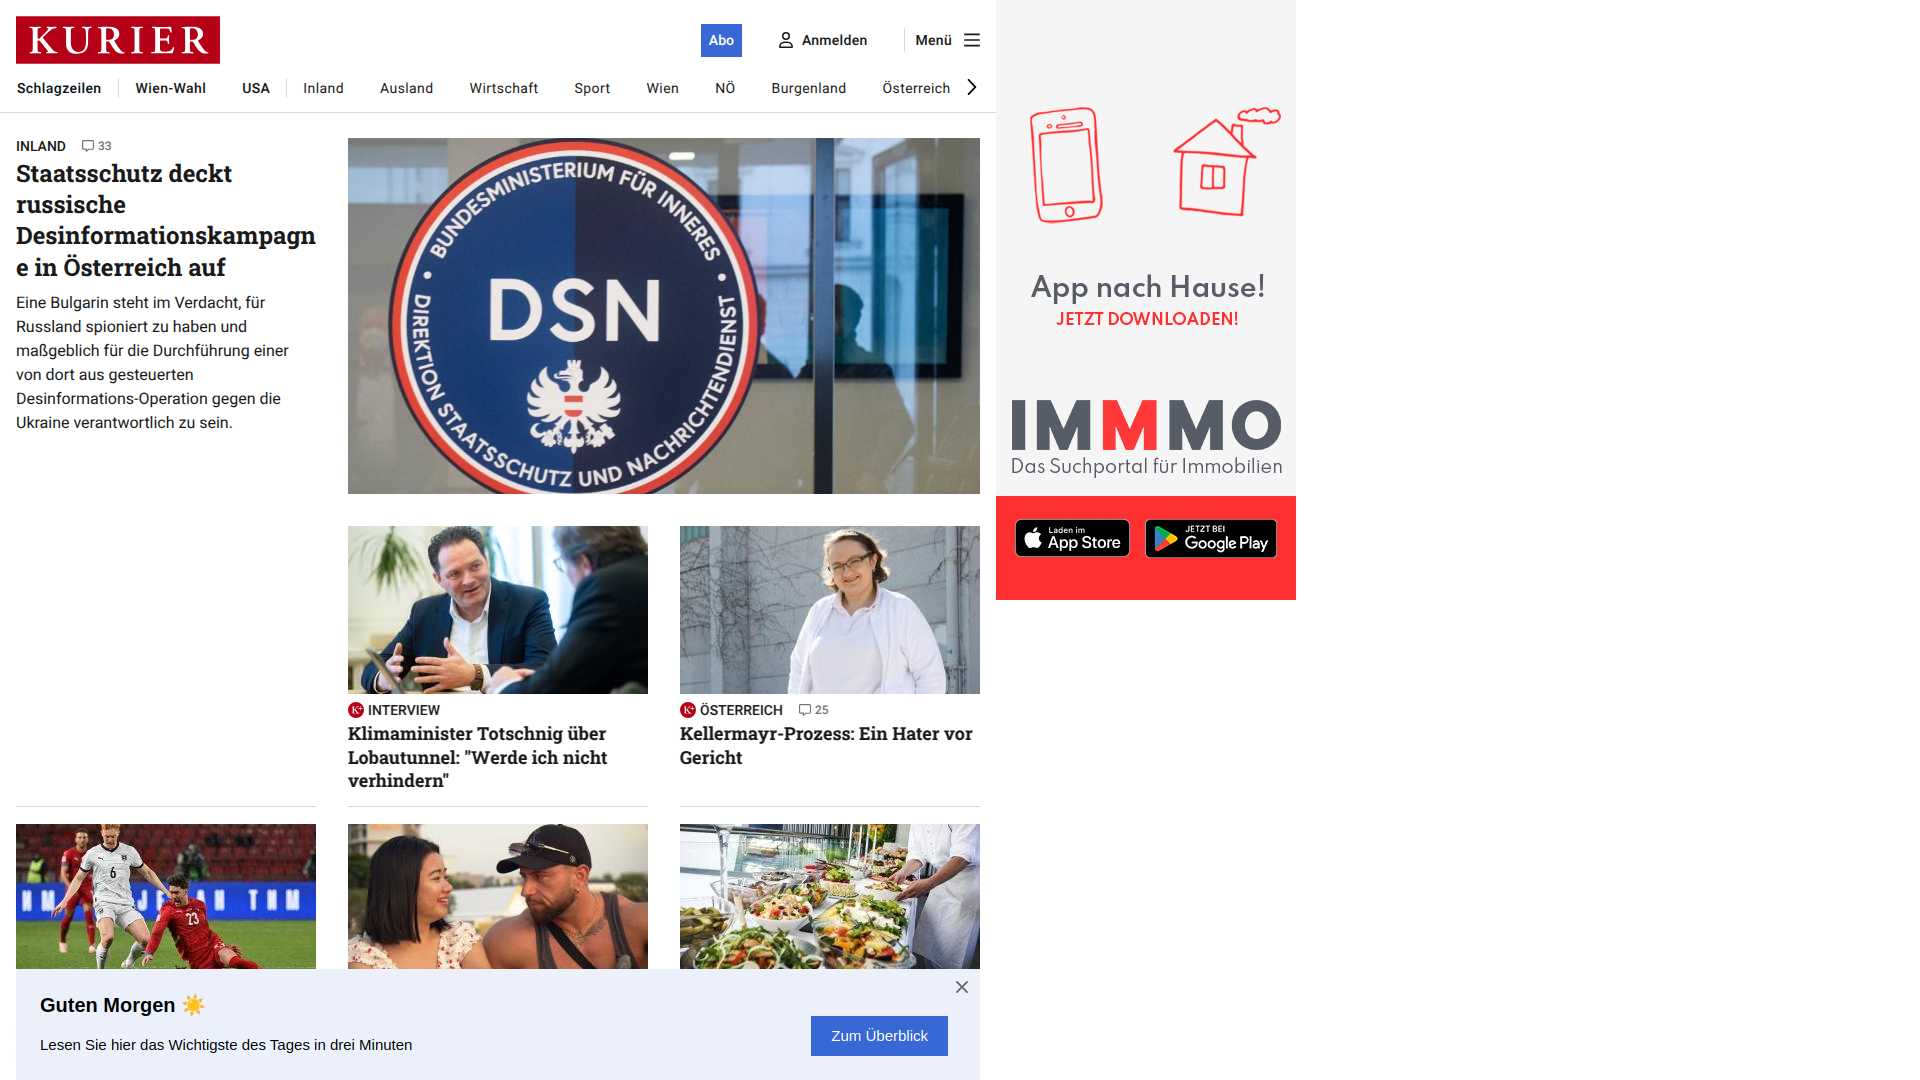 KURIER
Abo
Anmelden
Menü
Schlagzeilen
Wien-Wahl
USA
Inland
Ausland
Wirtschaft
Sport
Wien
NÖ
Burgenland
Österreich
INLAND 33
Staatsschutz deckt
russische
Desinformationskampagn
e in Österreich auf
Eine Bulgarin steht im Verdacht, für
Russland spioniert zu haben und
maßgeblich für die Durchführung einer
von dort aus gesteuerten
Desinformations-Operation gegen die
Ukraine verantwortlich zu sein.
BUNDESMINISTERIUM FÜR INNERES
DSN
DIREKTION STAATSSCHUTZ UND NACHRICHTENDIENST
K+ INTERVIEW
Klimaminister Totschnig über
Lobautunnel: "Werde ich nicht
verhindern"
K+ ÖSTERREICH 25
Kellermayr-Prozess: Ein Hater vor
Gericht
6
23
Guten Morgen ☀️
Lesen Sie hier das Wichtigste des Tages in drei Minuten
Zum Überblick
App nach Hause!
JETZT DOWNLOADEN!
IMMMO
Das Suchportal für Immobilien
Laden im
App Store
JETZT BEI
Google Play